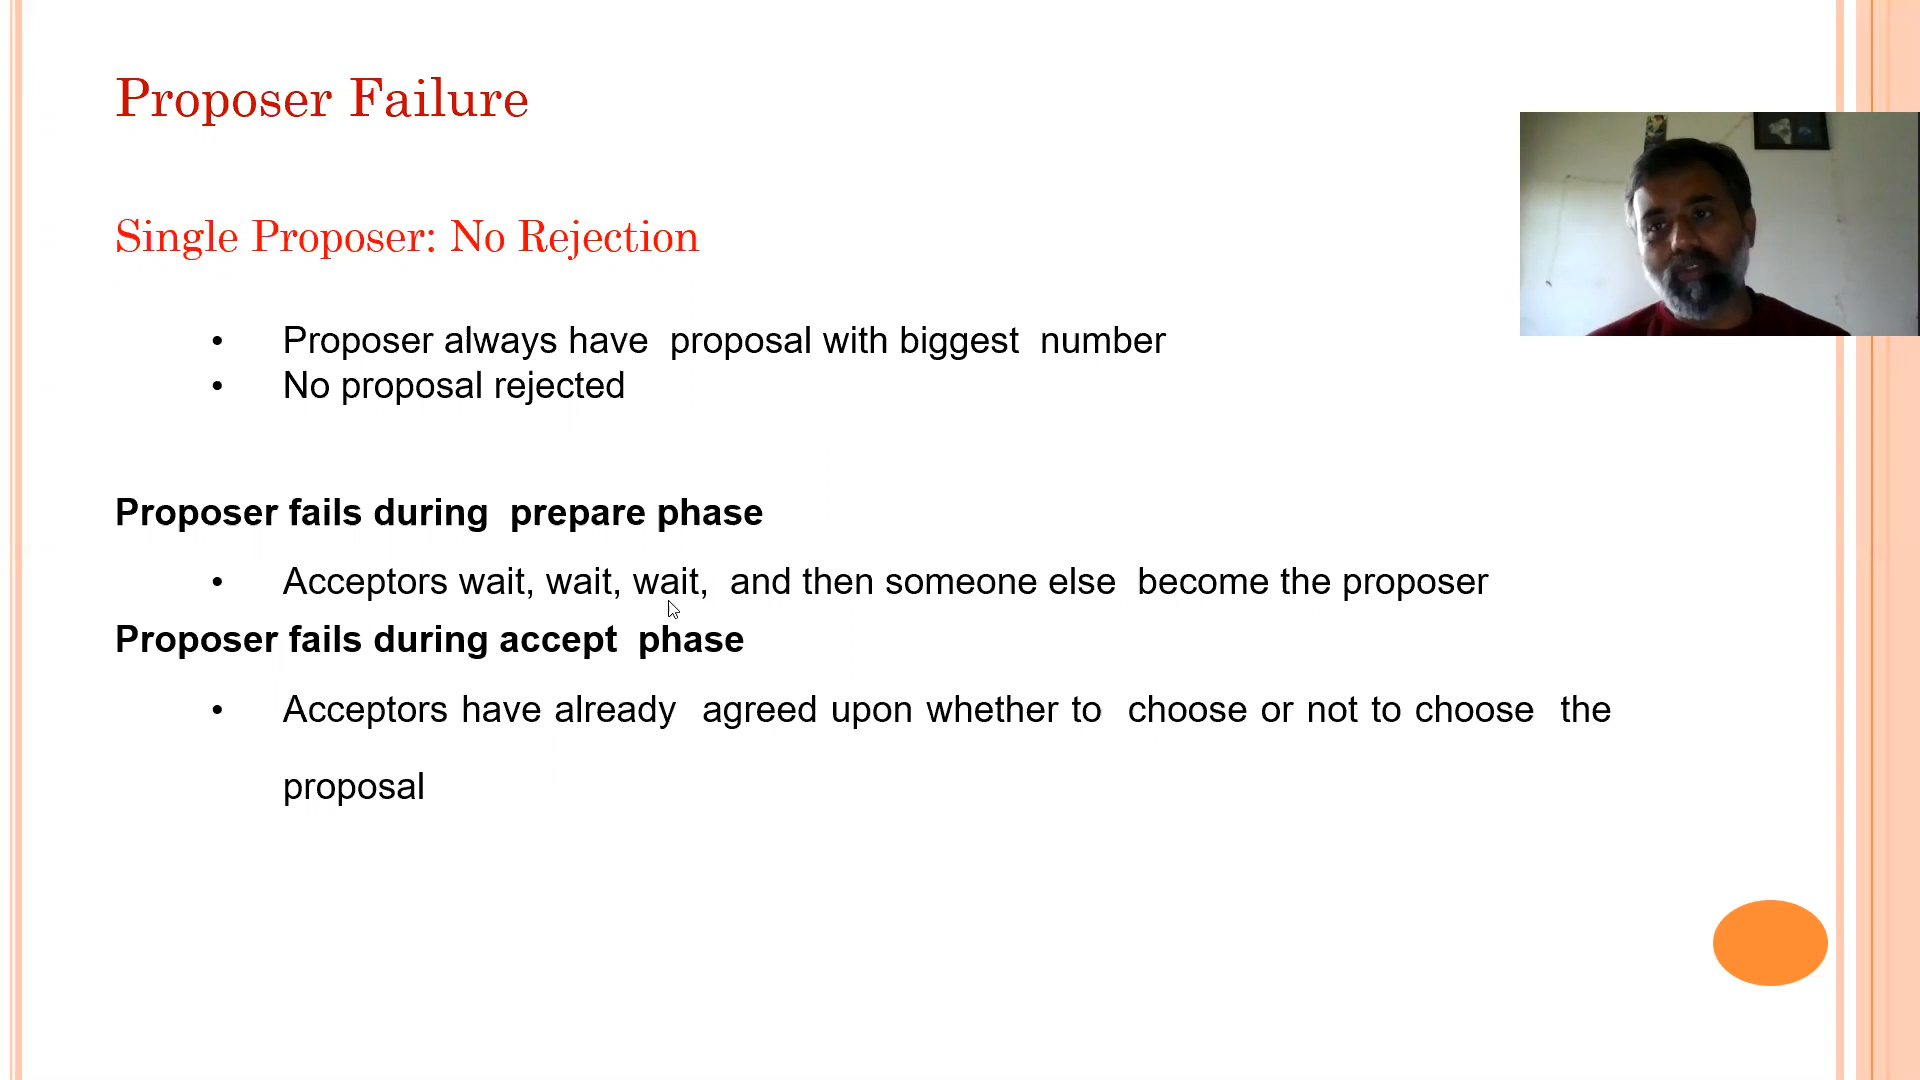 Proposer Failure
Single Proposer: No Rejection
• Proposer always have proposal with biggest number
• No proposal rejected
Proposer fails during prepare phase
• Acceptors wait, wait, wait, and then someone else become the proposer
Proposer fails during accept phase
• Acceptors have already agreed upon whether to choose or not to choose the
proposal